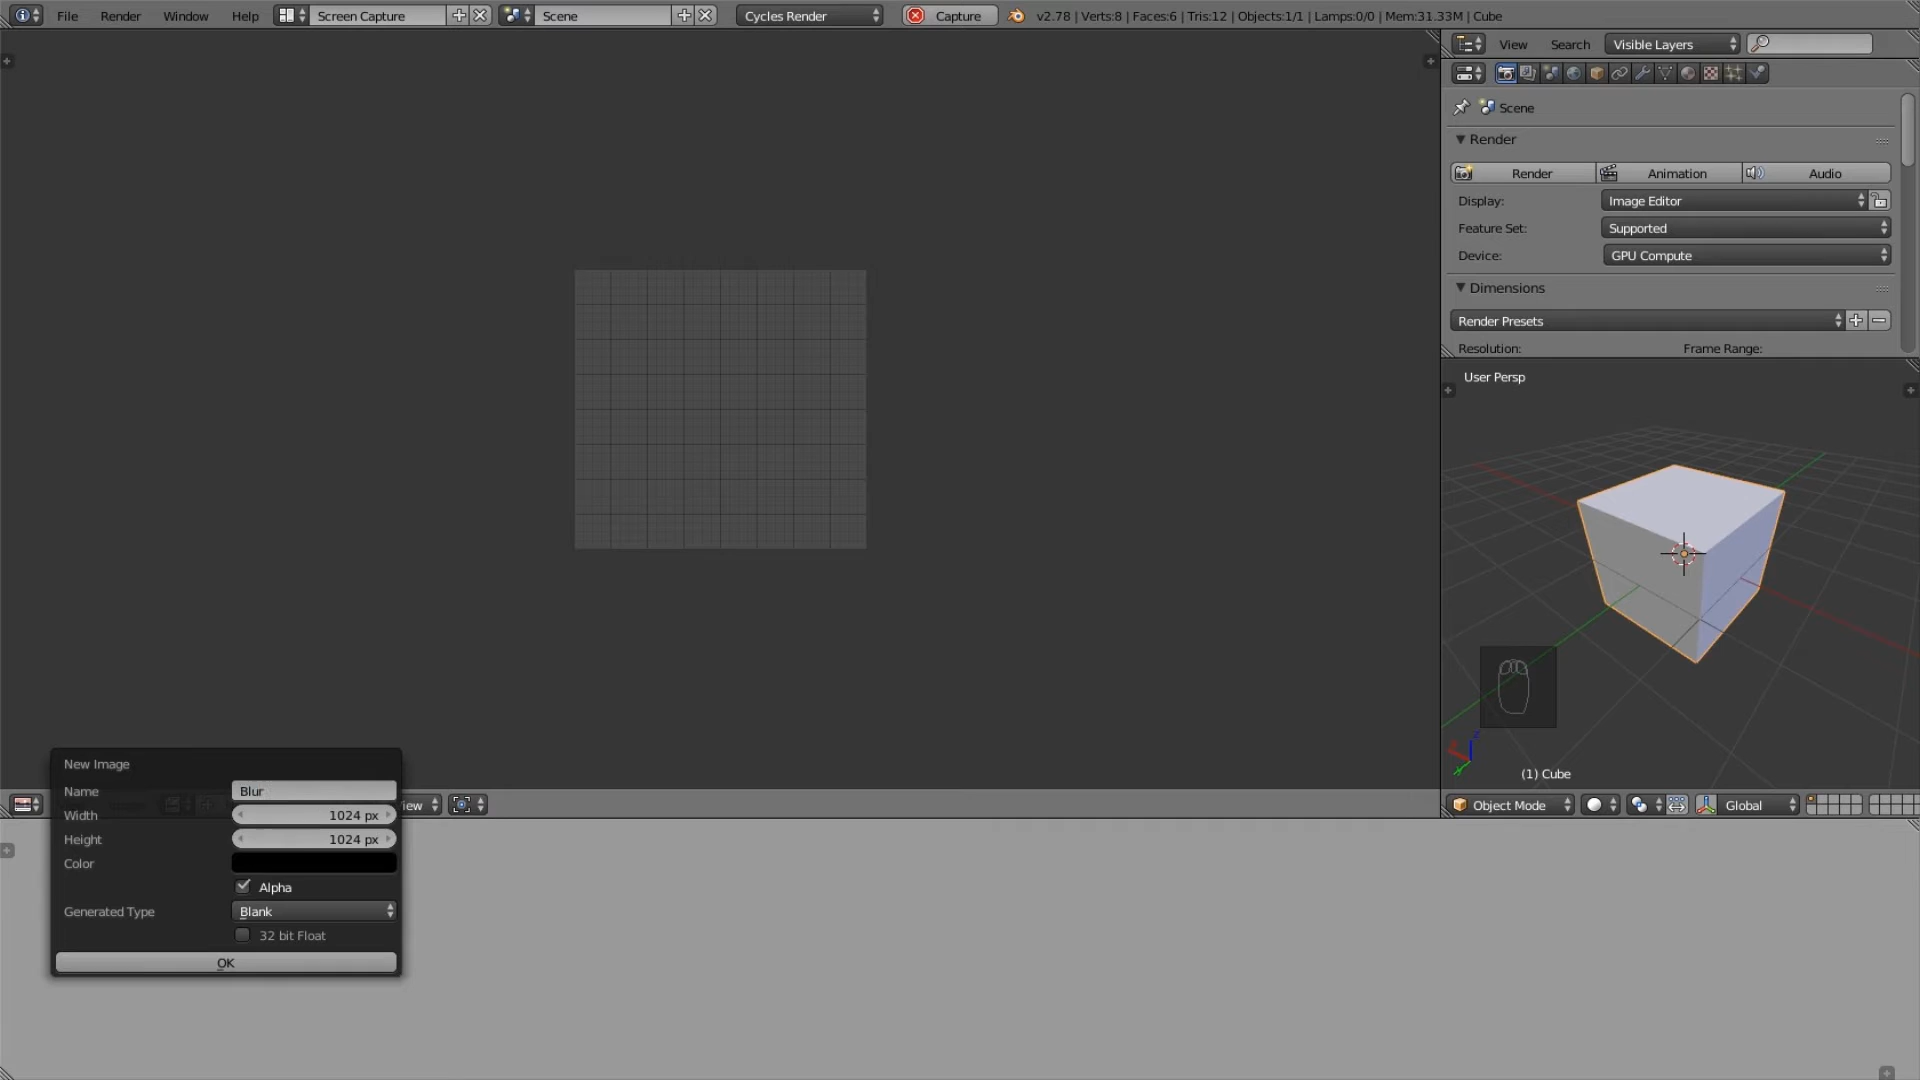 File Render Window Help Screen Capture Scene Cycles Render Capture v2.78 | Verts:8 | Faces:6 | Tris:12 | Objects:1/1 | Lamps:0/0 | Mem:31.33M | Cube
View Search Visible Layers
Scene
Render
Render Animation Audio
Display: Image Editor
Feature Set: Supported
Device: GPU Compute
Dimensions
Render Presets
Resolution: Frame Range:
User Persp
(1) Cube
Object Mode Global
New Image
Name Blur
iew
Width 1024 px
Height 1024 px
Color
Alpha
Generated Type Blank
32 bit Float
OK